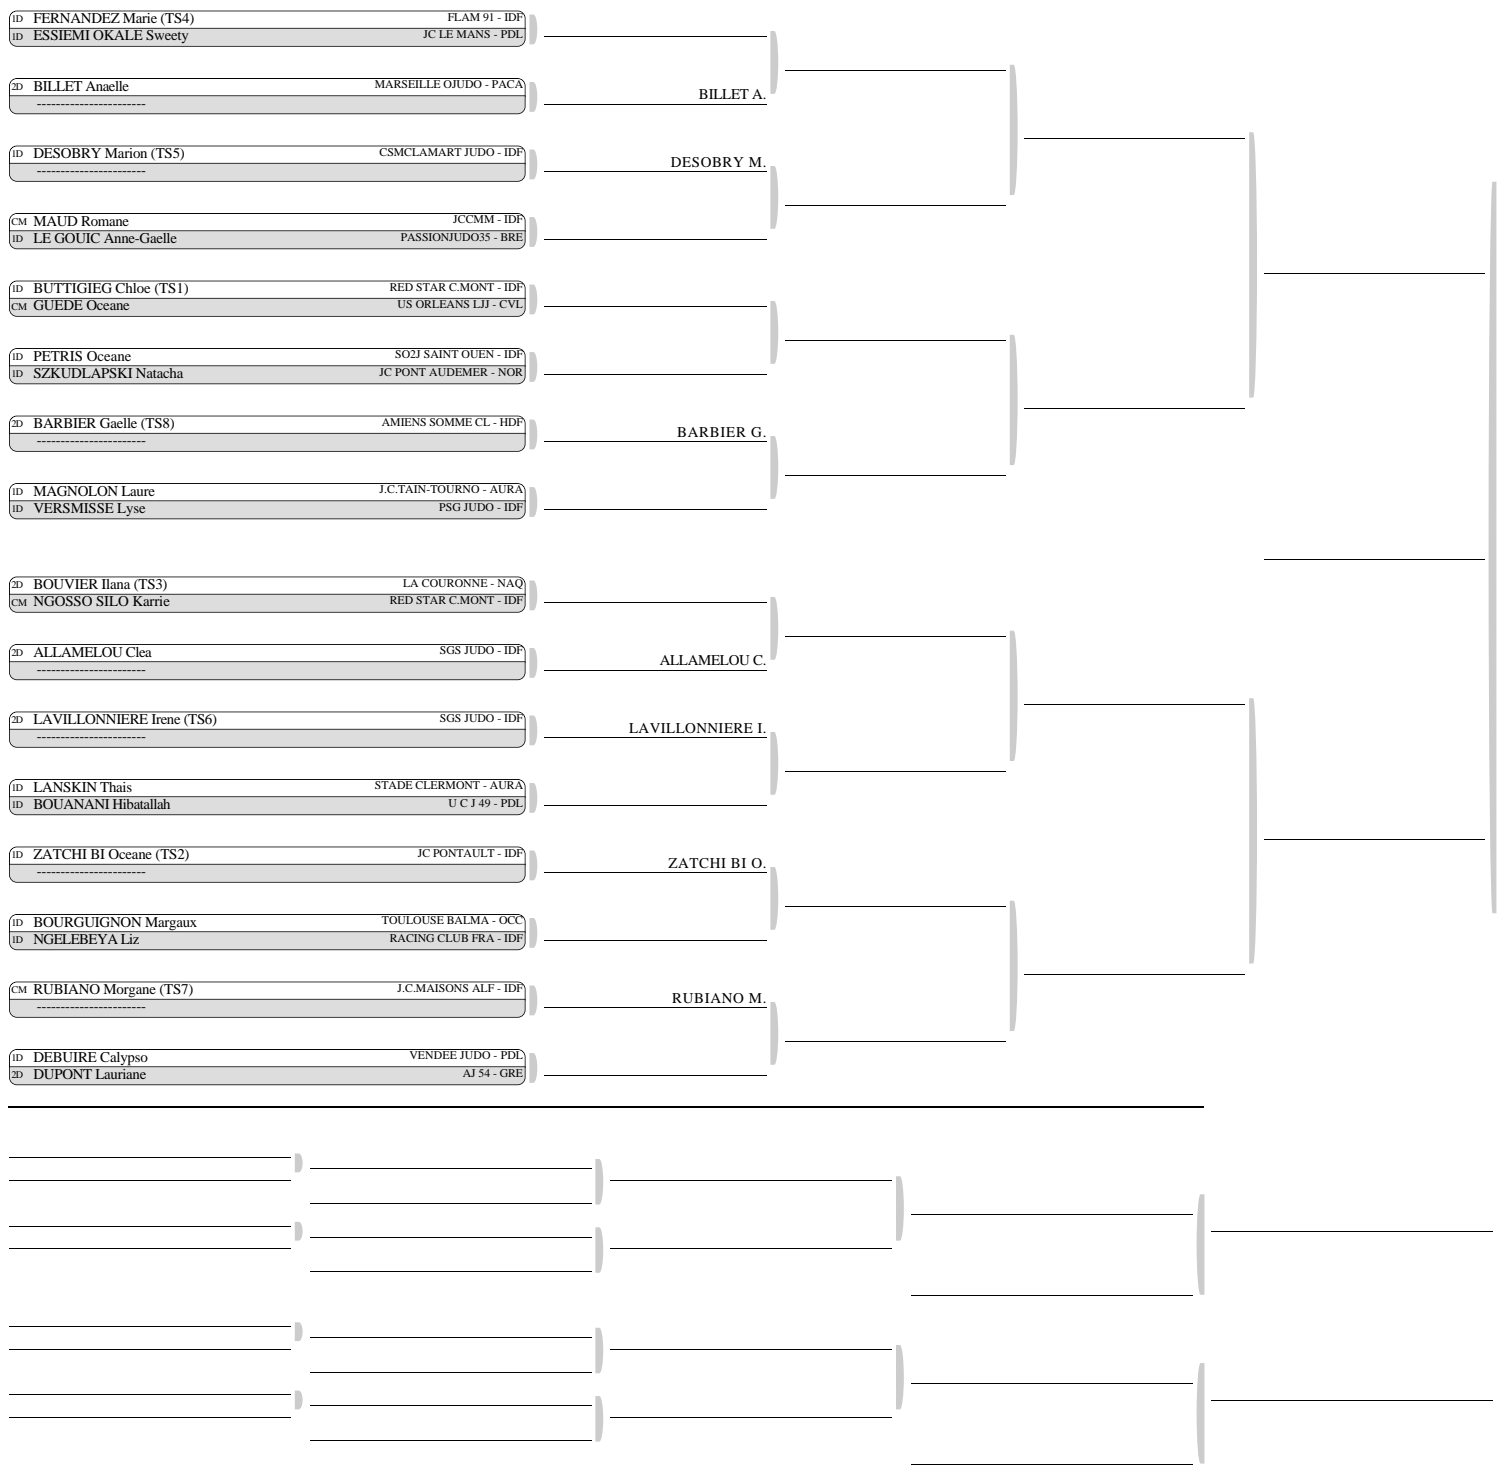 1D FERNANDEZ Marie (TS4) FLAM 91 - IDF
1D ESSIEMI OKALE Sweety JC LE MANS - PDL
2D BILLET Anaelle MARSEILLE OJUDO - PACA
----------------------- BILLET A.
1D DESOBRY Marion (TS5) CSMCLAMART JUDO - IDF
----------------------- DESOBRY M.
CM MAUD Romane JCCMM - IDF
1D LE GOUIC Anne-Gaelle PASSIONJUDO35 - BRE
1D BUTTIGIEG Chloe (TS1) RED STAR C.MONT - IDF
CM GUEDE Oceane US ORLEANS LJJ - CVL
1D PETRIS Oceane SO2J SAINT OUEN - IDF
1D SZKUDLAPSKI Natacha JC PONT AUDEMER - NOR
2D BARBIER Gaelle (TS8) AMIENS SOMME CL - HDF
----------------------- BARBIER G.
1D MAGNOLON Laure J.C.TAIN-TOURNO - AURA
1D VERSMISSE Lyse PSG JUDO - IDF
2D BOUVIER Ilana (TS3) LA COURONNE - NAQ
CM NGOSSO SILO Karrie RED STAR C.MONT - IDF
2D ALLAMELOU Clea SGS JUDO - IDF
----------------------- ALLAMELOU C.
2D LAVILLONNIERE Irene (TS6) SGS JUDO - IDF
----------------------- LAVILLONNIERE I.
1D LANSKIN Thais STADE CLERMONT - AURA
1D BOUANANI Hibatallah U C J 49 - PDL
1D ZATCHI BI Oceane (TS2) JC PONTAULT - IDF
----------------------- ZATCHI BI O.
1D BOURGUIGNON Margaux TOULOUSE BALMA - OCC
1D NGELEBEYA Liz RACING CLUB FRA - IDF
CM RUBIANO Morgane (TS7) J.C.MAISONS ALF - IDF
----------------------- RUBIANO M.
1D DEBUIRE Calypso VENDEE JUDO - PDL
2D DUPONT Lauriane AJ 54 - GRE